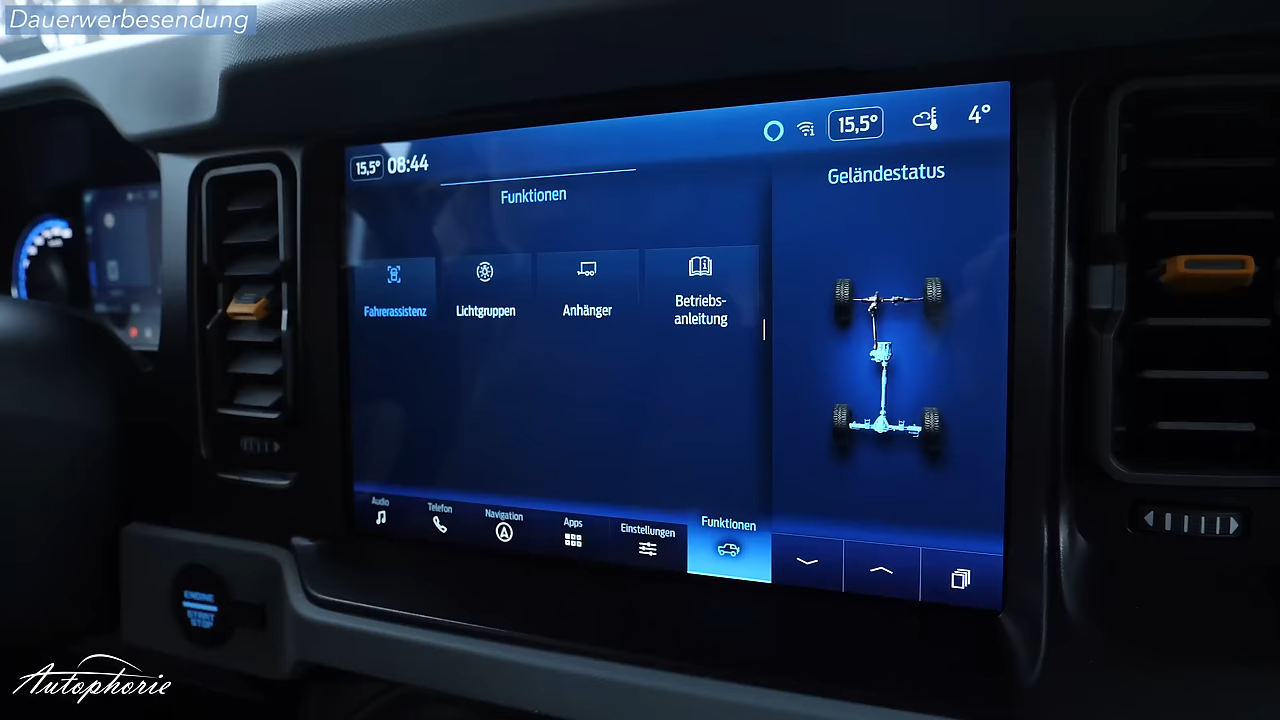 Dauerwerbesendung
15,5° 08:44
15,5° 4°
Funktionen
Geländestatus
Fahrerassistenz
Lichtgruppen
Anhänger
Betriebs-
anleitung
Audio
Telefon
Navigation
Apps
Einstellungen
Funktionen
ENGINE
START
STOP
Autophorie